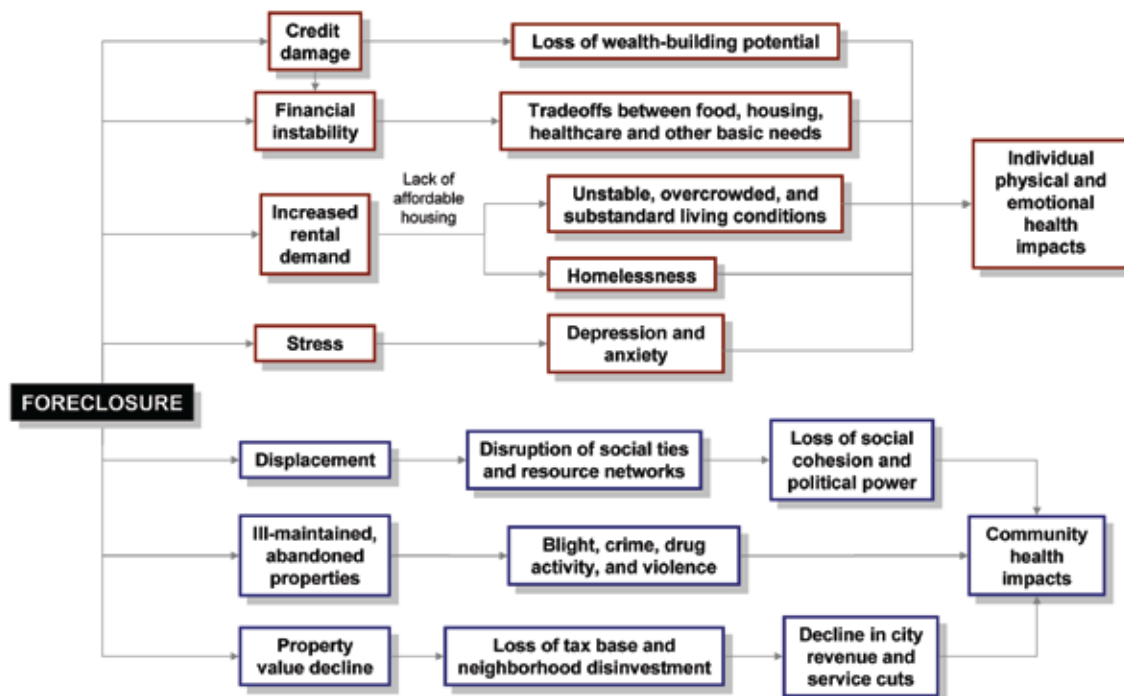 Credit
damage
Loss of wealth-building potential
Financial
instability
Tradeoffs between food, housing,
healthcare and other basic needs
Individual
physical and
emotional
health
impacts
Lack of
affordable
housing
Increased
rental
demand
Unstable, overcrowded, and
substandard living conditions
Homelessness
Stress
Depression and
anxiety
FORECLOSURE
Displacement
Disruption of social ties
and resource networks
Loss of social
cohesion and
political power
Ill-maintained,
abandoned
properties
Blight, crime, drug
activity, and violence
Community
health
impacts
Property
value decline
Loss of tax base and
neighborhood disinvestment
Decline in city
revenue and
service cuts